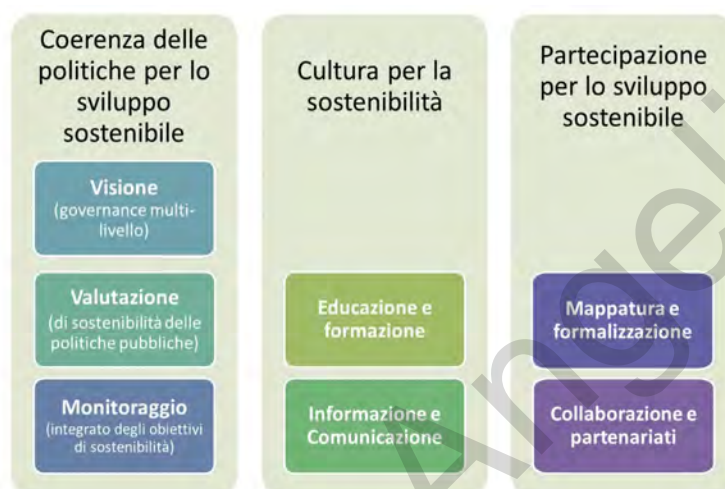 Coerenza delle
politiche per lo
sviluppo
sostenibile
Visione
(governance multi-
livello)
Valutazione
(di sostenibilità delle
politiche pubbliche)
Monitoraggio
(integrato degli obiettivi
di sostenibilità)
Cultura per la
sostenibilità
Educazione e
formazione
Informazione e
Comunicazione
Partecipazione
per lo sviluppo
sostenibile
Mappatura e
formalizzazione
Collaborazione e
partenariati
Angeli